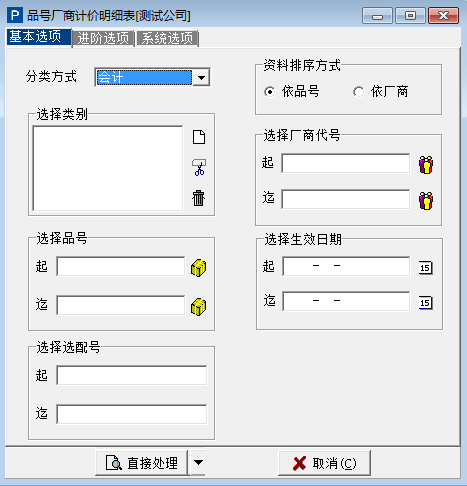 P 品号厂商计价明细表[测试公司]
基本选项 进阶选项 系统选项
分类方式 会计
资料排序方式
依品号 依厂商
选择类别
选择厂商代号
起
迄
选择品号
起
迄
选择生效日期
起 - - 15
迄 - - 15
选择选配号
起
迄
直接处理 取消(C)